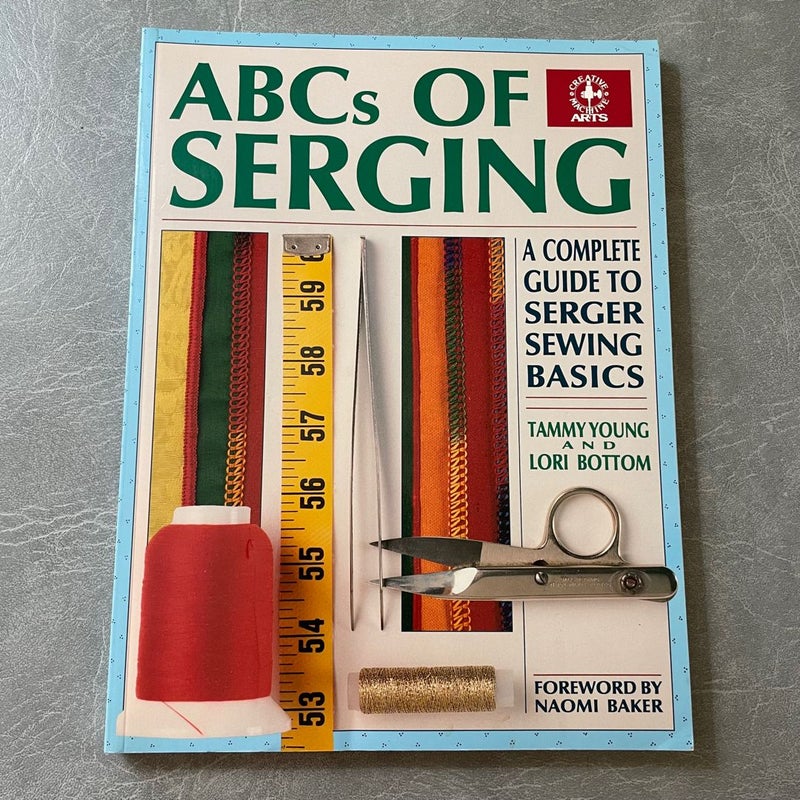 ABCs OF
SERGING
CREATIVE
MACHINE
ARTS
A COMPLETE
GUIDE TO
SERGER
SEWING
BASICS
TAMMY YOUNG
AND
LORI BOTTOM
6
59
58
57
56
55
54
53
FOREWORD BY
NAOMI BAKER